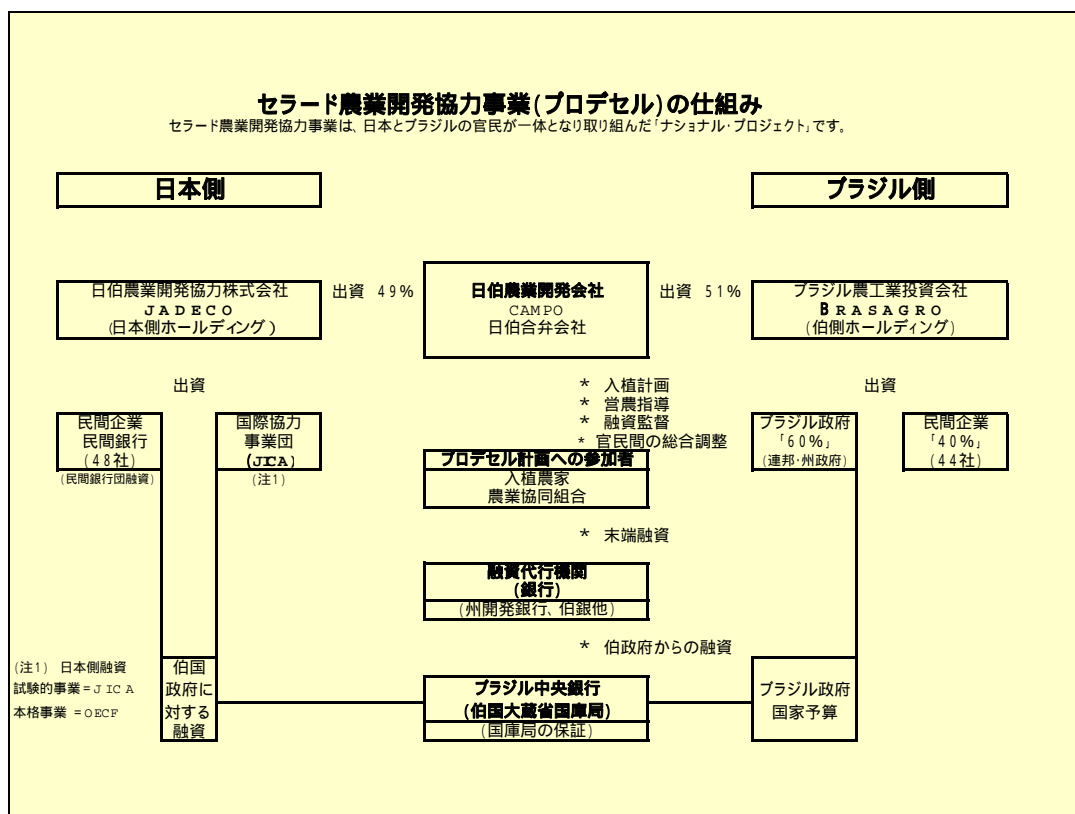 セラード農業開発協力事業(プロデセル)の仕組み
セラード農業開発協力事業は、日本とブラジルの官民が一体となり取り組んだ「ナショナル・プロジェクト」です。
日本側
ブラジル側
日伯農業開発協力株式会社
JADECO
(日本側ホールディング)
出資 49%
日伯農業開発会社
CAMPO
日伯合弁会社
出資 51%
ブラジル農工業投資会社
BRASAGRO
(伯側ホールディング)
出資
* 入植計画
* 営農指導
* 融資監督
* 官民間の総合調整
出資
民間企業
民間銀行
(48社)
(民間銀行団融資)
国際協力
事業団
(JICA)
(注1)
プロデセル計画への参加者
入植農家
農業協同組合
ブラジル政府
「60%」
(連邦・州政府)
民間企業
「40%」
(44社)
* 末端融資
融資代行機関
(銀行)
(州開発銀行、伯銀他)
* 伯政府からの融資
(注1) 日本側融資
試験的事業=JICA
本格事業=OECF
伯国
政府に
対する
融資
ブラジル中央銀行
(伯国大蔵省国庫局)
(国庫局の保証)
ブラジル政府
国家予算